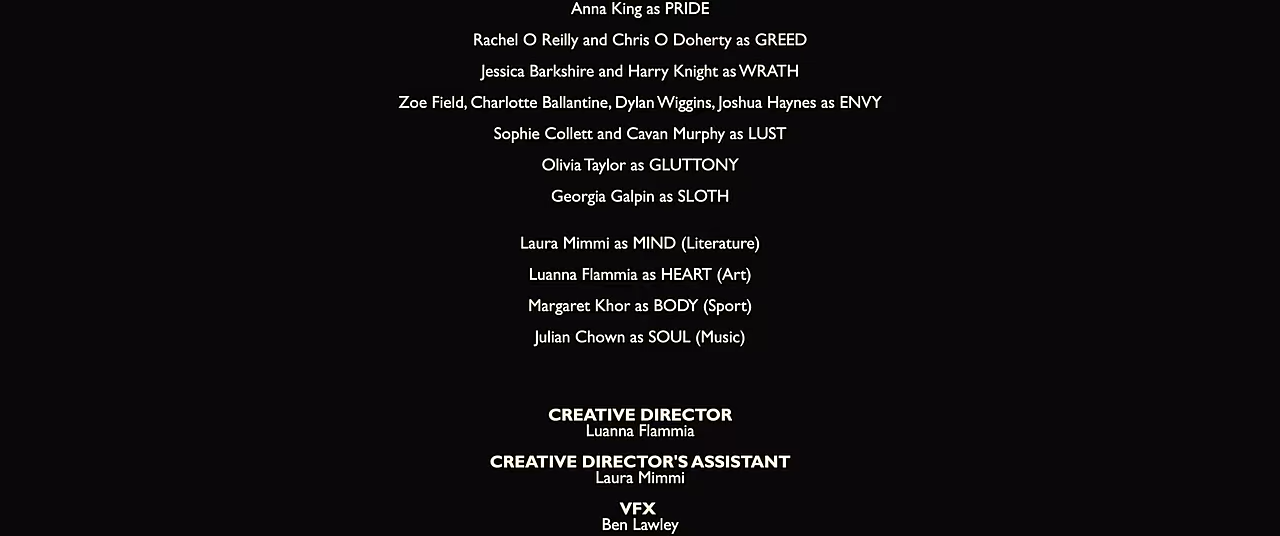 Anna King as PRIDE
Rachel O Reilly and Chris O Doherty as GREED
Jessica Barkshire and Harry Knight as WRATH
Zoe Field, Charlotte Ballantine, Dylan Wiggins, Joshua Haynes as ENVY
Sophie Collett and Cavan Murphy as LUST
Olivia Taylor as GLUTTONY
Georgia Galpin as SLOTH
Laura Mimmi as MIND (Literature)
Luanna Flammia as HEART (Art)
Margaret Khor as BODY (Sport)
Julian Chown as SOUL (Music)
CREATIVE DIRECTOR
Luanna Flammia
CREATIVE DIRECTOR'S ASSISTANT
Laura Mimmi
VFX
Ben Lawley